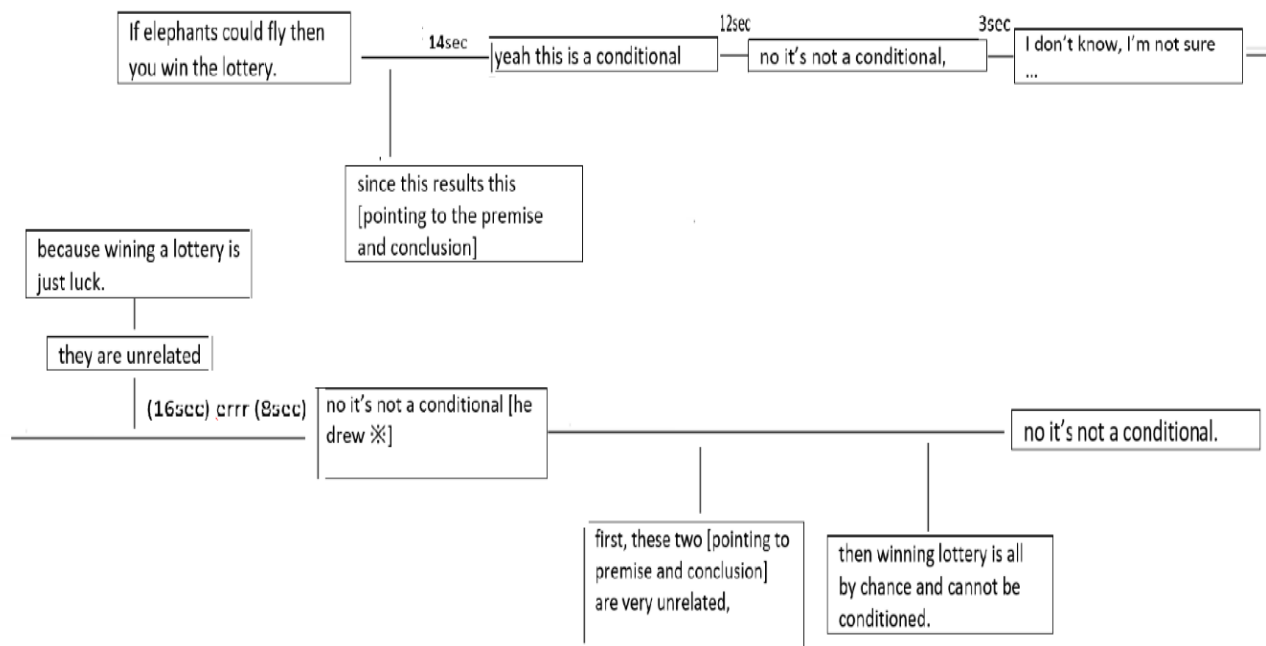 If elephants could fly then
you win the lottery.
14sec
yeah this is a conditional
12sec
no it's not a conditional,
3sec
I don't know, I'm not sure
...
since this results this
[pointing to the premise
and conclusion]
because wining a lottery is
just luck.
they are unrelated
(16sec) errr (8sec)
no it's not a conditional [he
drew ※]
first, these two [pointing to
premise and conclusion]
are very unrelated,
then winning lottery is all
by chance and cannot be
conditioned.
no it's not a conditional.